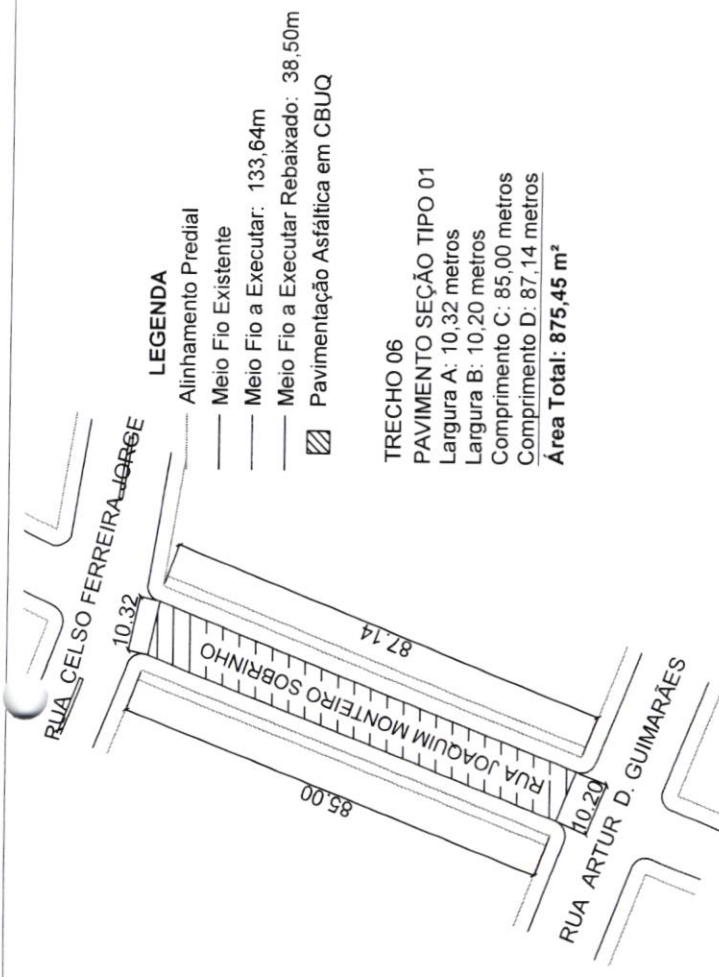 LEGENDA
Alinhamento Predial
Meio Fio Existente
Meio Fio a Executar: 133,64m
Meio Fio a Executar Rebaixado: 38,50m
Pavimentação Asfáltica em CBUQ
TRECHO 06
PAVIMENTO SEÇÃO TIPO 01
Largura A: 10,32 metros
Largura B: 10,20 metros
Comprimento C: 85,00 metros
Comprimento D: 87,14 metros
Área Total: 875,45 m²
RUA CELSO FERREIRA JORGE
10.32
RUA JOAQUIM MONTEIRO SOBRINHO
87.14
85.00
10.20
RUA ARTUR D. GUIMARÃES